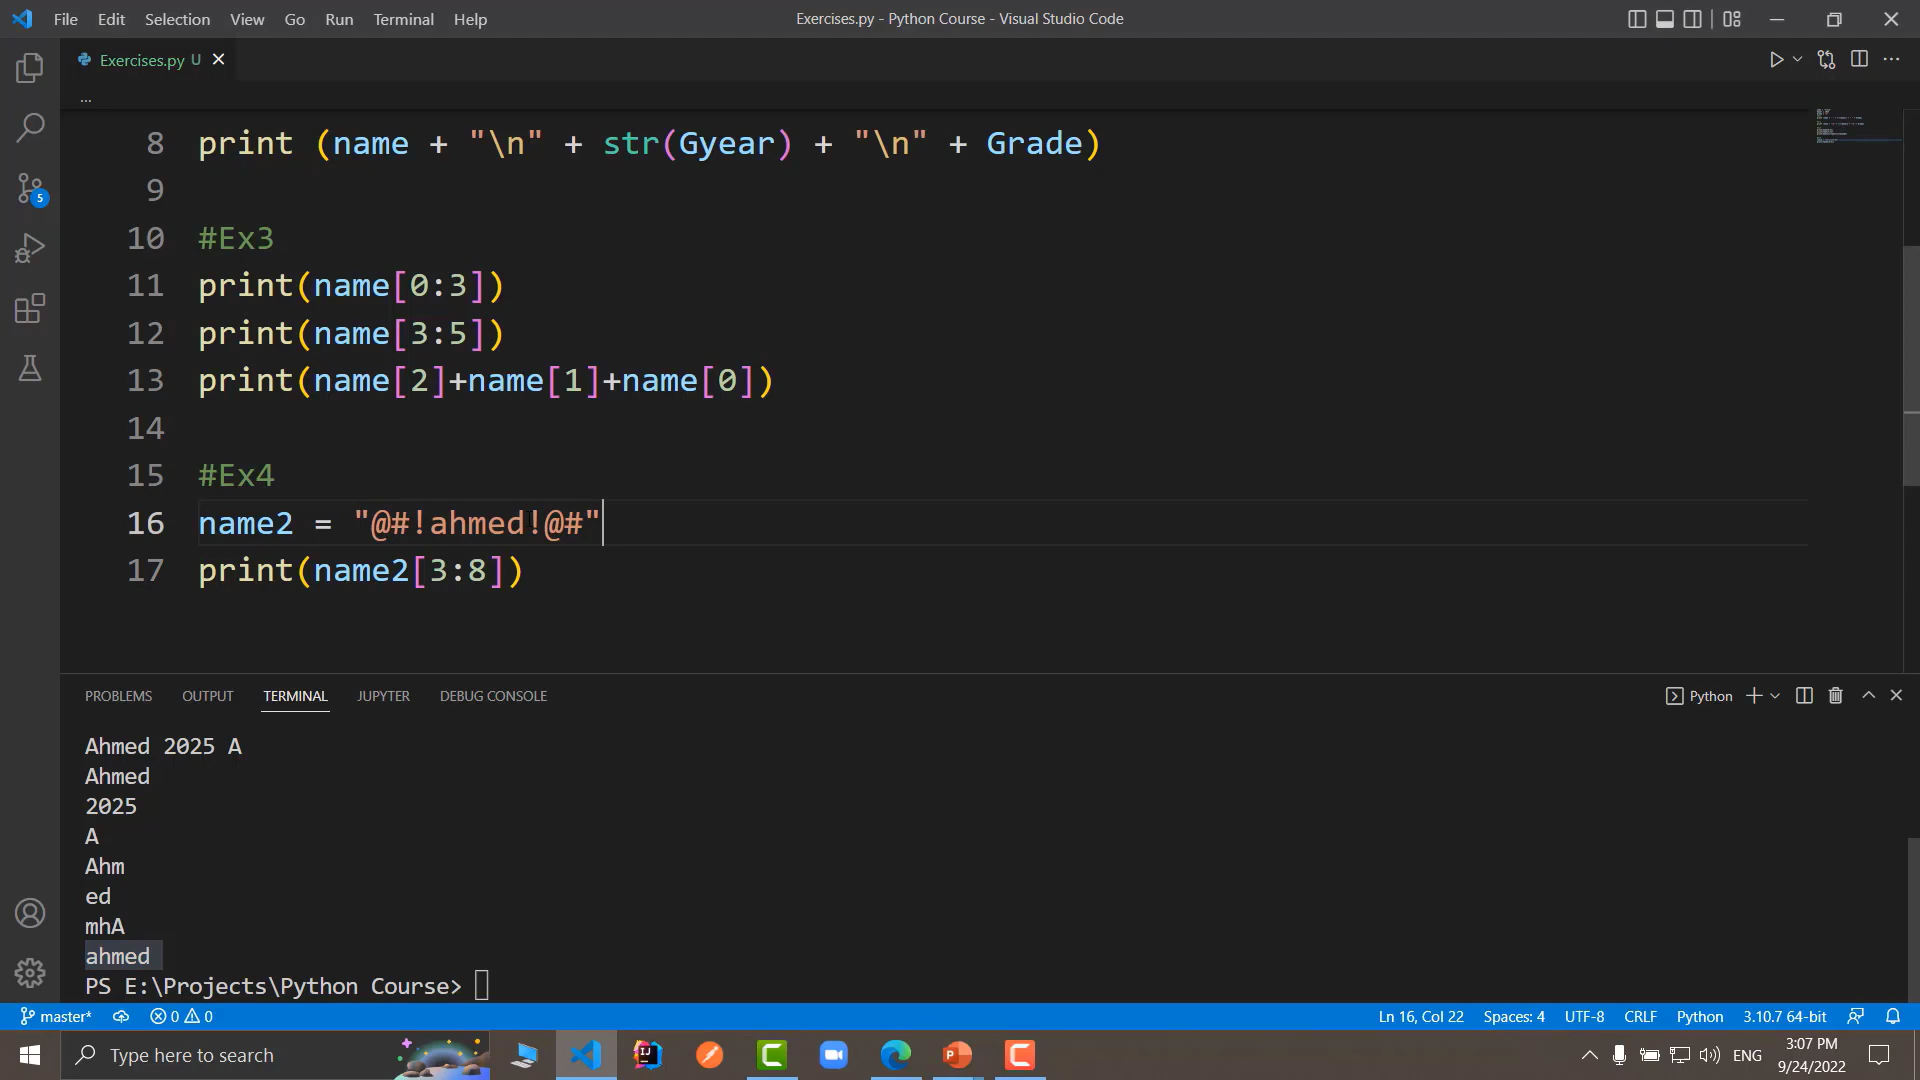 File Edit Selection View Go Run Terminal Help
Exercises.py - Python Course - Visual Studio Code
Exercises.py U
...
8 print (name + "\n" + str(Gyear) + "\n" + Grade)
9
10 #Ex3
11 print(name[0:3])
12 print(name[3:5])
13 print(name[2]+name[1]+name[0])
14
15 #Ex4
16 name2 = "@#!ahmed!@#"
17 print(name2[3:8])
5
PROBLEMS OUTPUT TERMINAL JUPYTER DEBUG CONSOLE
Python
Ahmed 2025 A
Ahmed
2025
A
Ahm
ed
mhA
ahmed
PS E:\Projects\Python Course>
master* 0 0 Ln 16, Col 22 Spaces: 4 UTF-8 CRLF Python 3.10.7 64-bit
Type here to search
ENG
3:07 PM
9/24/2022